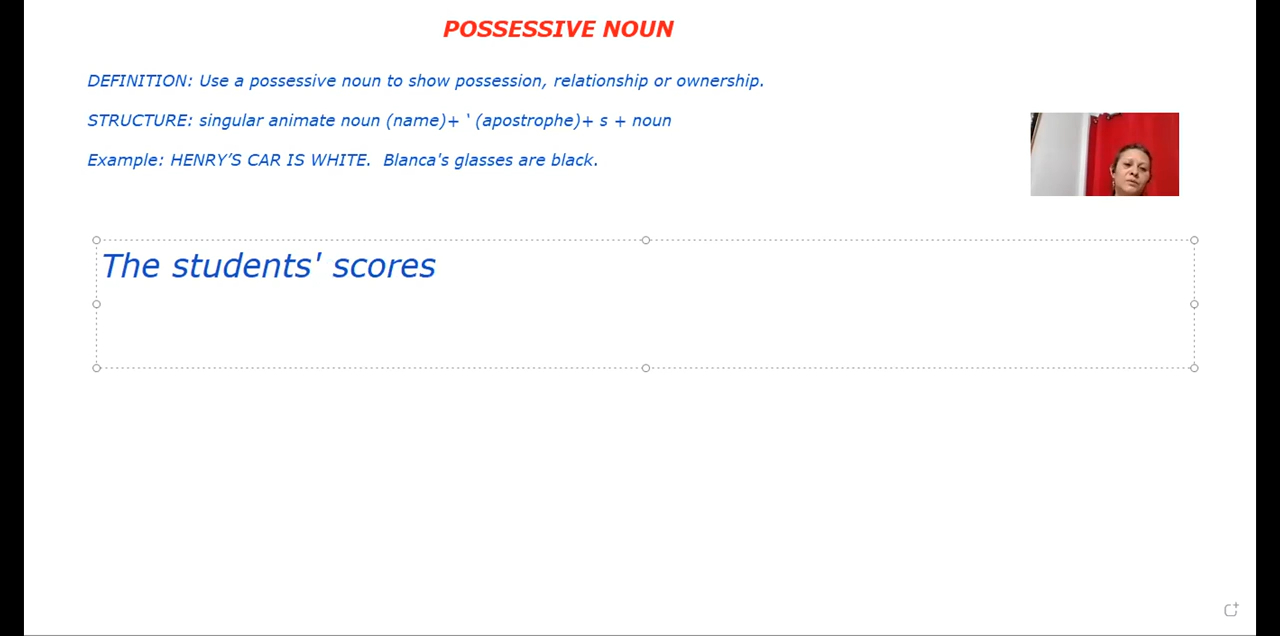 POSSESSIVE NOUN
DEFINITION: Use a possessive noun to show possession, relationship or ownership.
STRUCTURE: singular animate noun (name)+ ‛ (apostrophe)+ s + noun
Example: HENRY’S CAR IS WHITE.  Blanca's glasses are black.
The students' scores